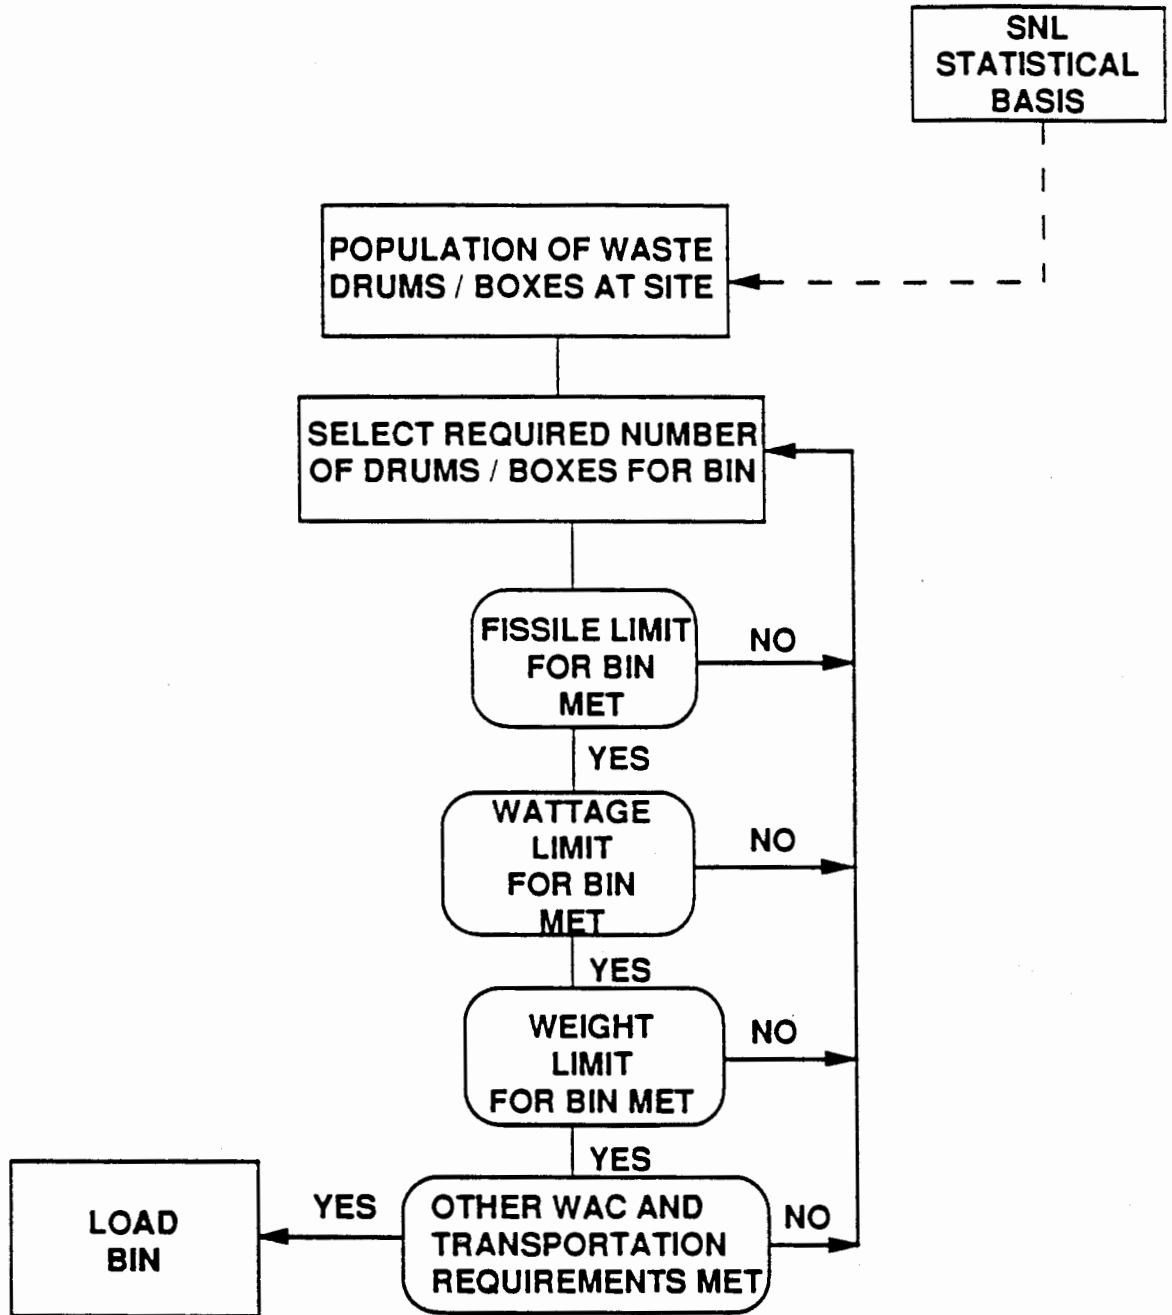 SNL
STATISTICAL
BASIS
POPULATION OF WASTE
DRUMS / BOXES AT SITE
SELECT REQUIRED NUMBER
OF DRUMS / BOXES FOR BIN
FISSILE LIMIT
FOR BIN
MET
NO
YES
WATTAGE
LIMIT
FOR BIN
MET
NO
YES
WEIGHT
LIMIT
FOR BIN MET
NO
YES
OTHER WAC AND
TRANSPORTATION
REQUIREMENTS MET
NO
YES
LOAD
BIN